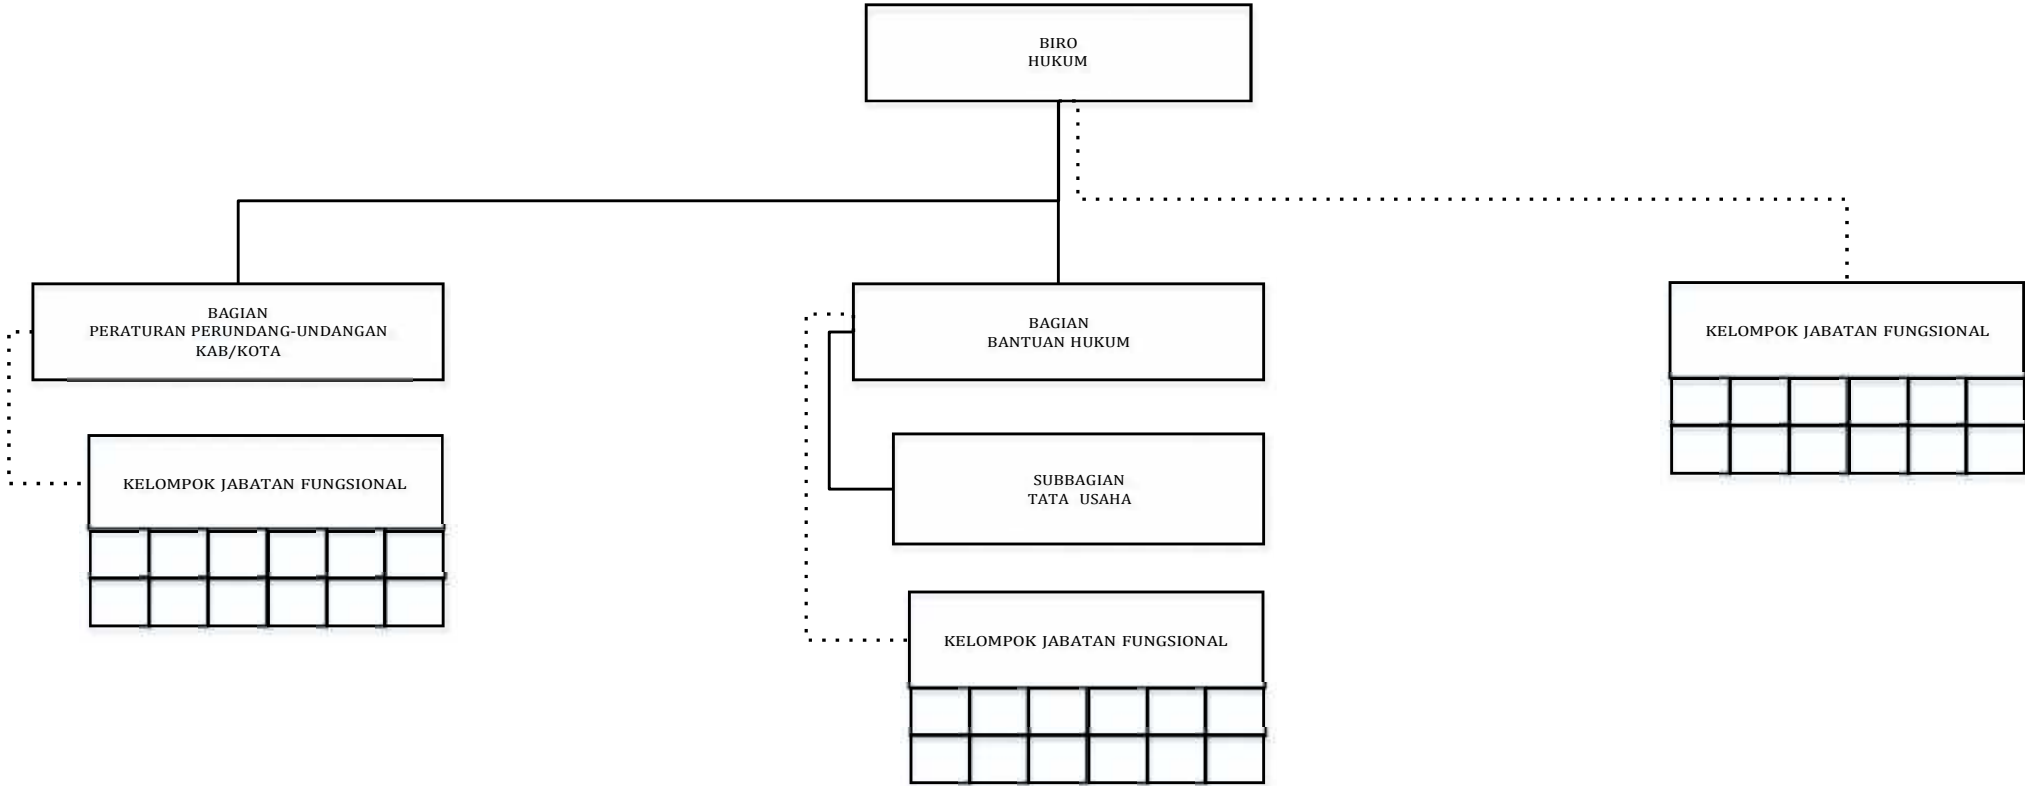 BIRO
HUKUM
BAGIAN
PERATURAN PERUNDANG-UNDANGAN
KAB/KOTA
BAGIAN
BANTUAN HUKUM
KELOMPOK JABATAN FUNGSIONAL
KELOMPOK JABATAN FUNGSIONAL
SUBBAGIAN
TATA USAHA
KELOMPOK JABATAN FUNGSIONAL